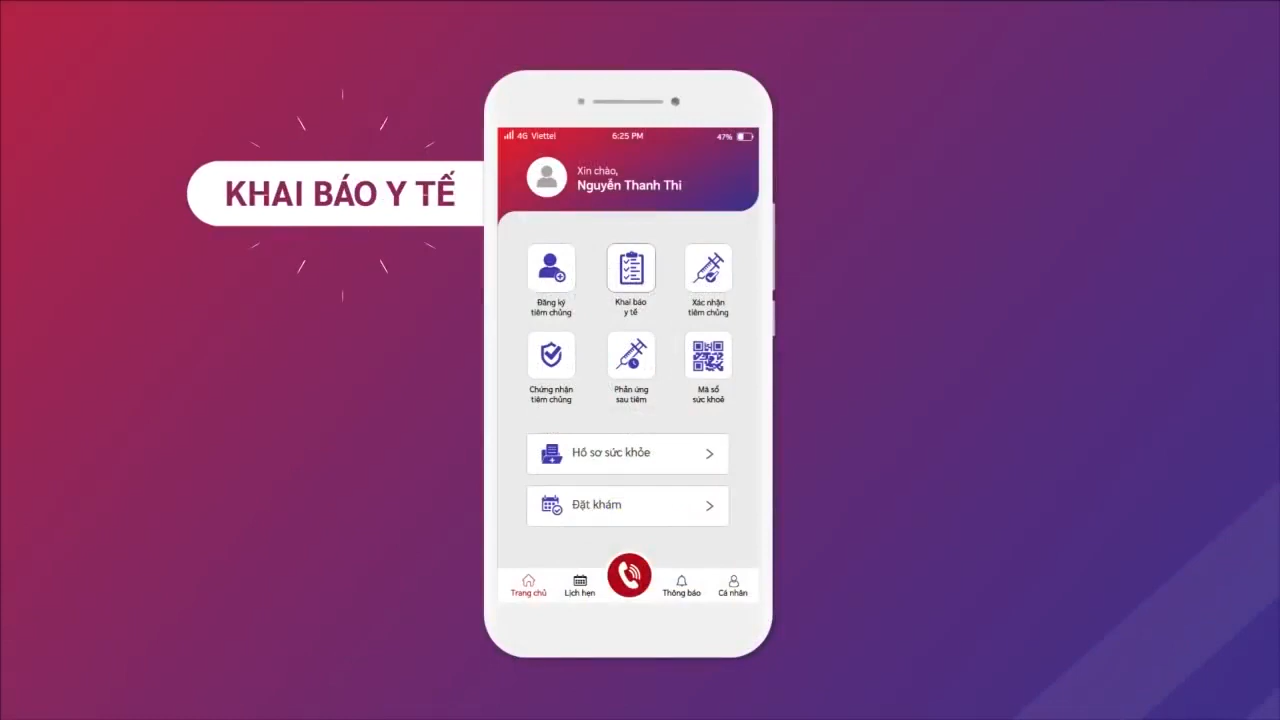 4G Viettel 6:25 PM 47%
Xin chào,
Nguyễn Thanh Thi
KHAI BÁO Y TẾ
Đăng ký
tiêm chủng
Khai báo
y tế
Xác nhận
tiêm chủng
Chứng nhận
tiêm chủng
Phản ứng
sau tiêm
Mã số
sức khoẻ
Hồ sơ sức khỏe
Đặt khám
Trang chủ
Lịch hẹn
Thông báo
Cá nhân